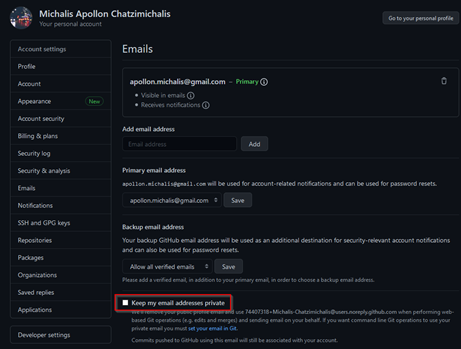 Michalis Apollon Chatzimichalis
Your personal account
Go to your personal profile
Account settings
Profile
Account
Appearance
New
Account security
Billing & plans
Security log
Security & analysis
Emails
Notifications
SSH and GPG keys
Repositories
Packages
Organizations
Saved replies
Applications
Developer settings
Emails
apollon.michalis@gmail.com – Primary
Visible in emails
Receives notifications
Add email address
Email address
Add
Primary email address
apollon.michalis@gmail.com will be used for account-related notifications and can be used for password resets.
apollon.michalis@gmail.com
Save
Backup email address
Your backup GitHub email address will be used as an additional destination for security-relevant account notifications
and can also be used for password resets.
Allow all verified emails
Save
Please add a verified email, in addition to your primary email, in order to choose a backup email address.
Keep my email addresses private
We'll remove your public profile email and use 74407318+Michalis-Chatzimichalis@users.noreply.github.com when performing web-
based Git operations (e.g. edits and merges) and sending email on your behalf. If you want command line Git operations to use your
private email you must set your email in Git.
Commits pushed to GitHub using this email will still be associated with your account.